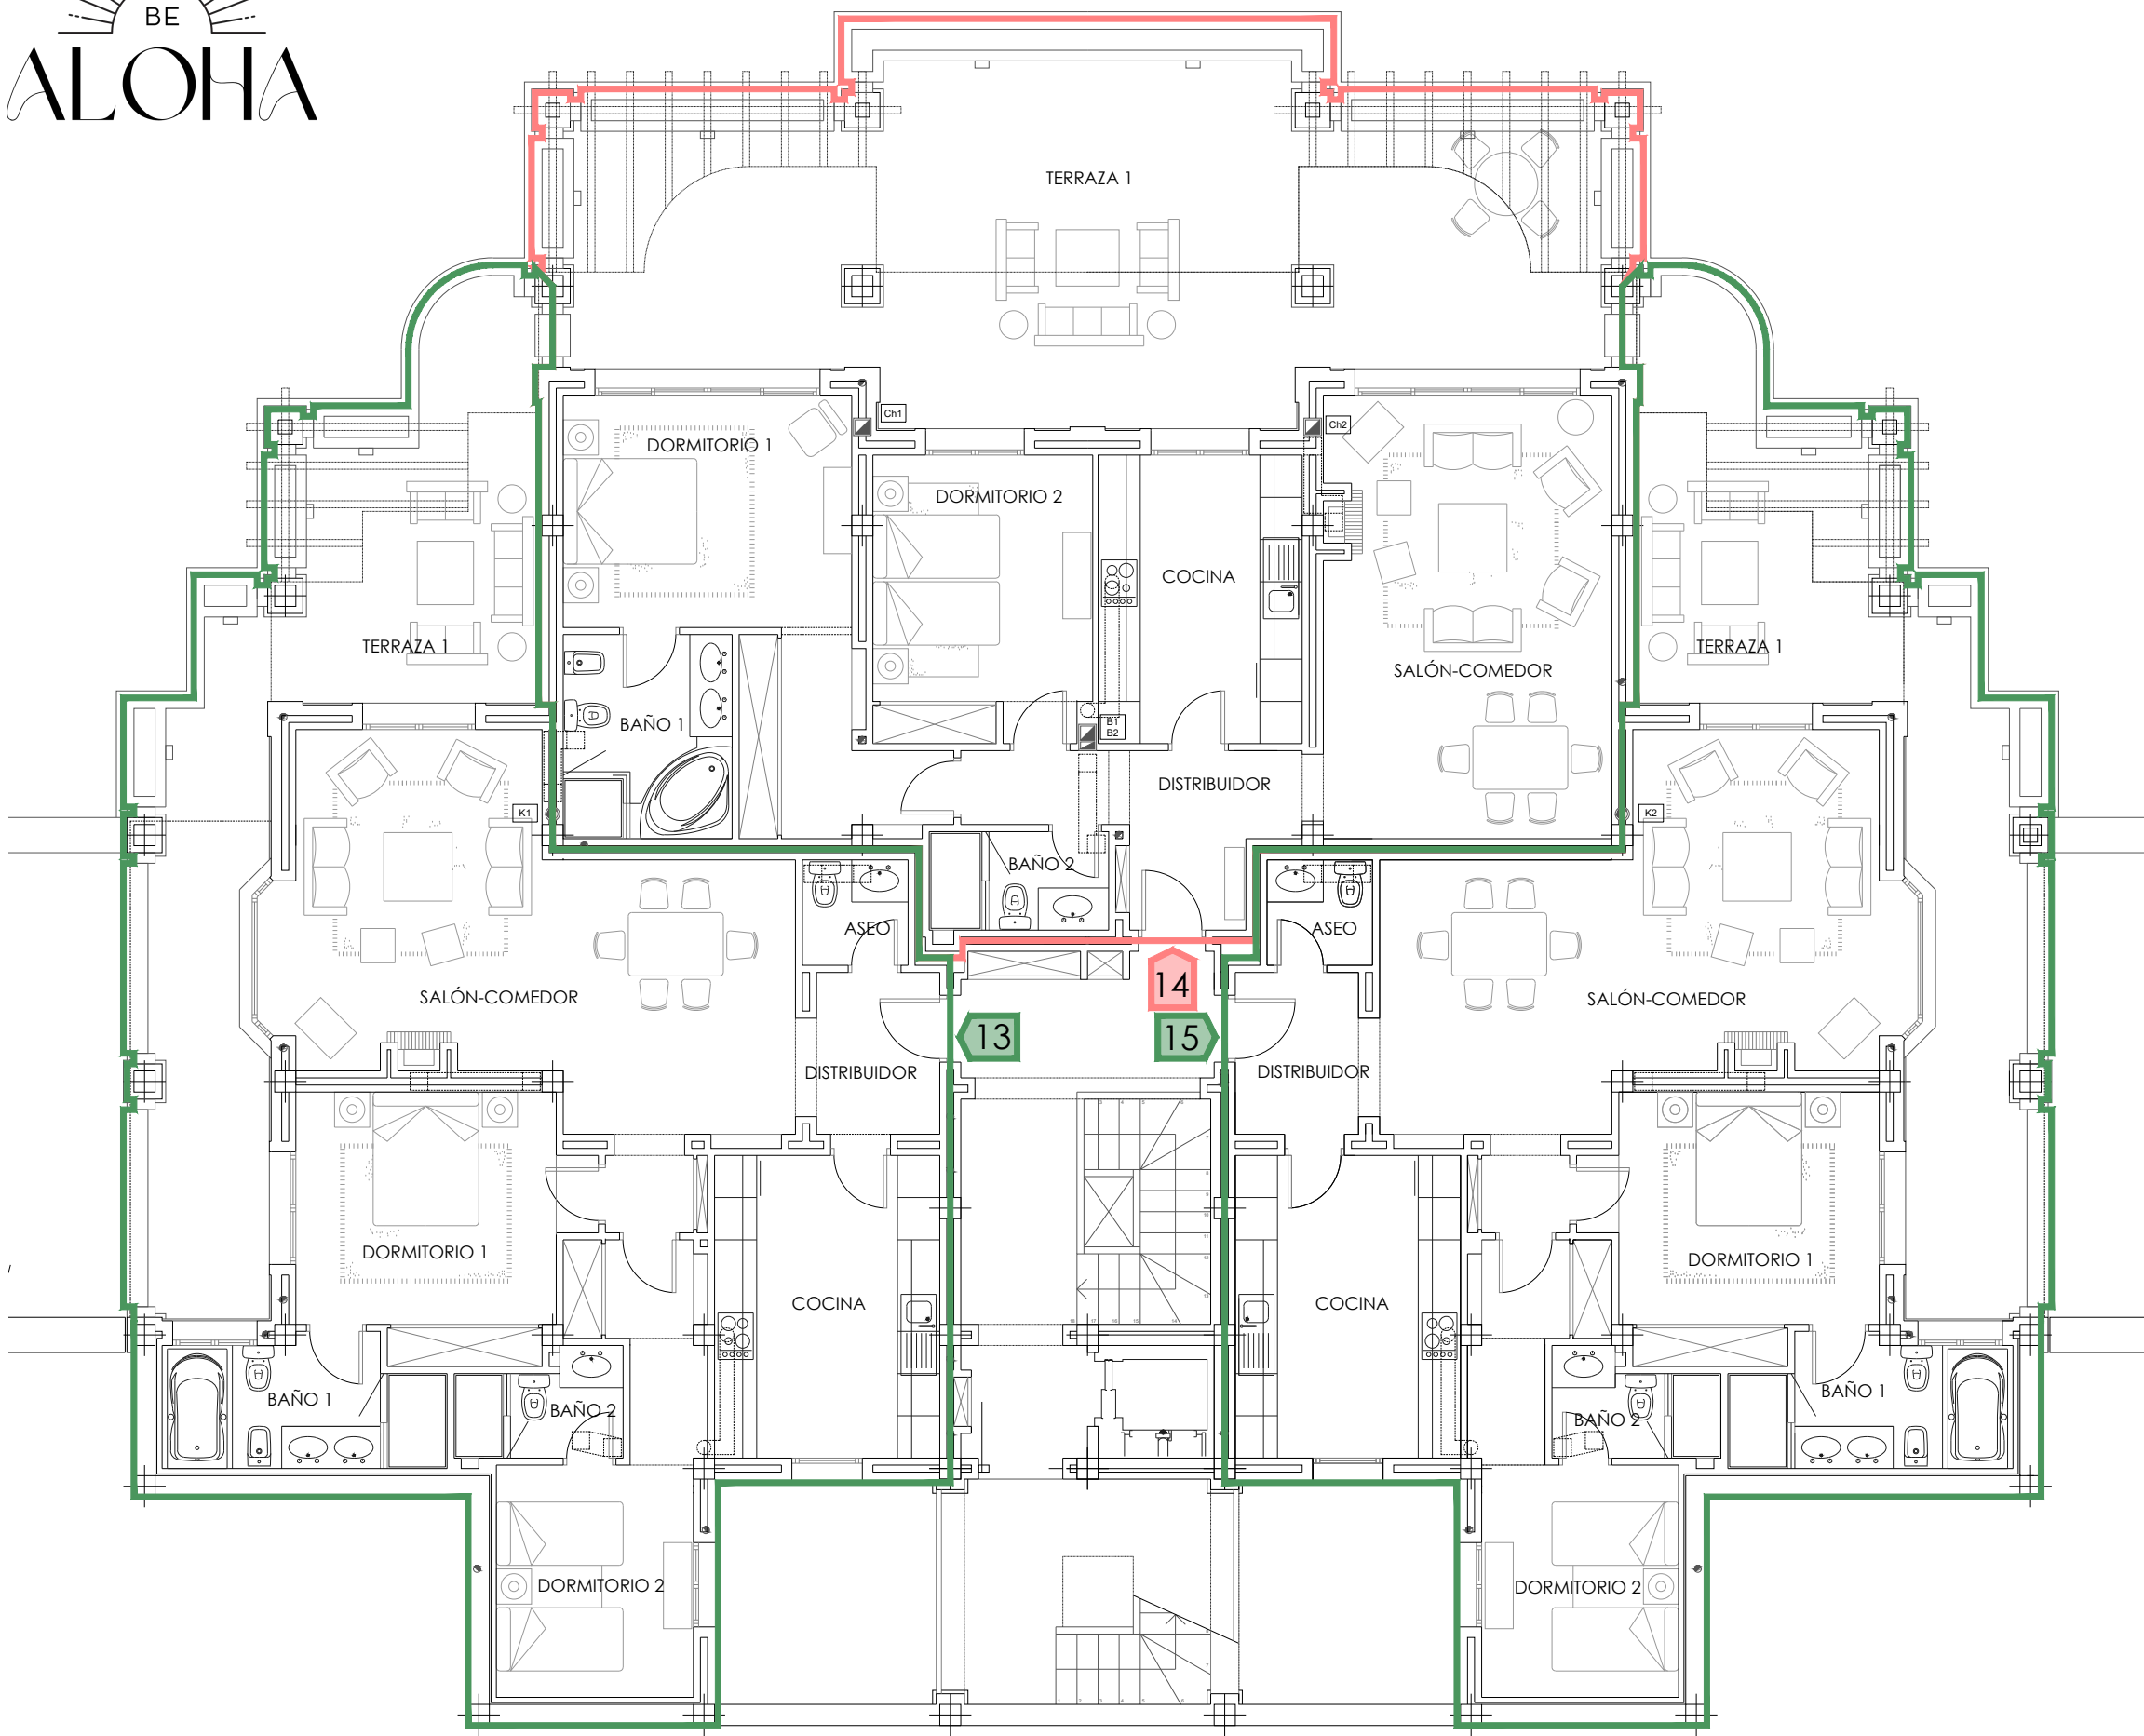 BE
ALOHA
TERRAZA 1
Ch1
Ch2
DORMITORIO 1
DORMITORIO 2
COCINA
SALÓN-COMEDOR
TERRAZA 1
TERRAZA 1
BAÑO 1
B1
B2
DISTRIBUIDOR
K1
K2
BAÑO 2
ASEO
ASEO
14
SALÓN-COMEDOR
SALÓN-COMEDOR
13
15
DISTRIBUIDOR
DISTRIBUIDOR
DORMITORIO 1
DORMITORIO 1
COCINA
COCINA
BAÑO 1
BAÑO 2
BAÑO 2
BAÑO 1
DORMITORIO 2
DORMITORIO 2